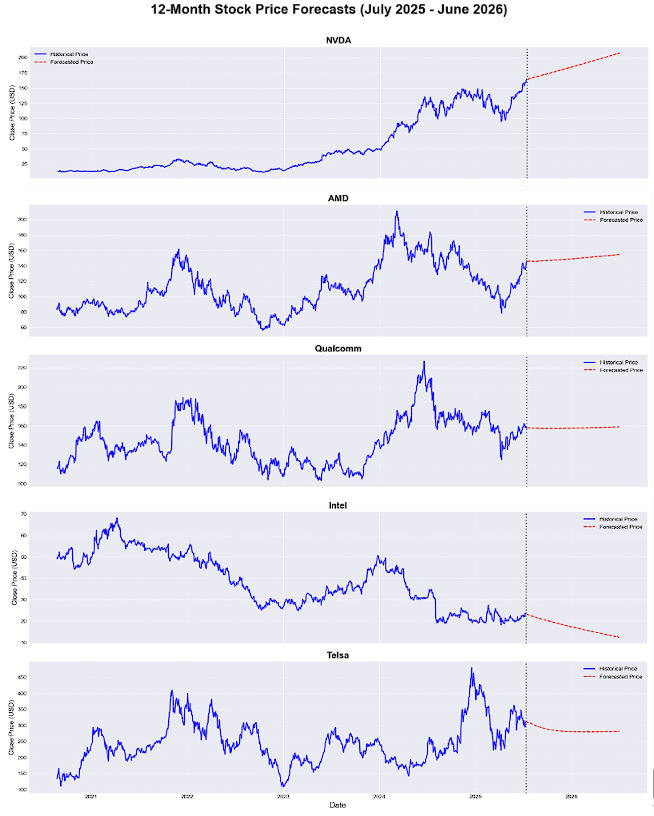 12-Month Stock Price Forecasts (July 2025 - June 2026)
NVDA
Historical Price
Forecasted Price
Close Price (USD)
200
175
150
125
100
75
50
25
AMD
Historical Price
Forecasted Price
Close Price (USD)
200
180
160
140
120
100
80
60
Qualcomm
Historical Price
Forecasted Price
Close Price (USD)
220
200
180
160
140
120
100
Intel
Historical Price
Forecasted Price
Close Price (USD)
70
60
50
40
30
20
10
Telsa
Historical Price
Forecasted Price
Close Price (USD)
450
400
350
300
250
200
150
100
2021 2022 2023 2024 2025 2026
Date